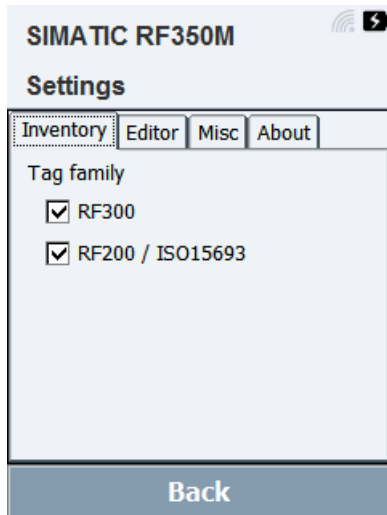 SIMATIC RF350M
Settings
Inventory Editor Misc About
Tag family
RF300
RF200 / ISO15693
Back